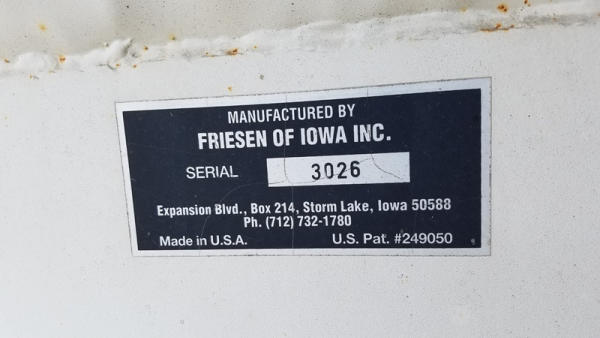 MANUFACTURED BY
FRIESEN OF IOWA INC.
SERIAL 3026
Expansion Blvd., Box 214, Storm Lake, Iowa 50588
Ph. (712) 732-1780
Made in U.S.A. U.S. Pat. #249050